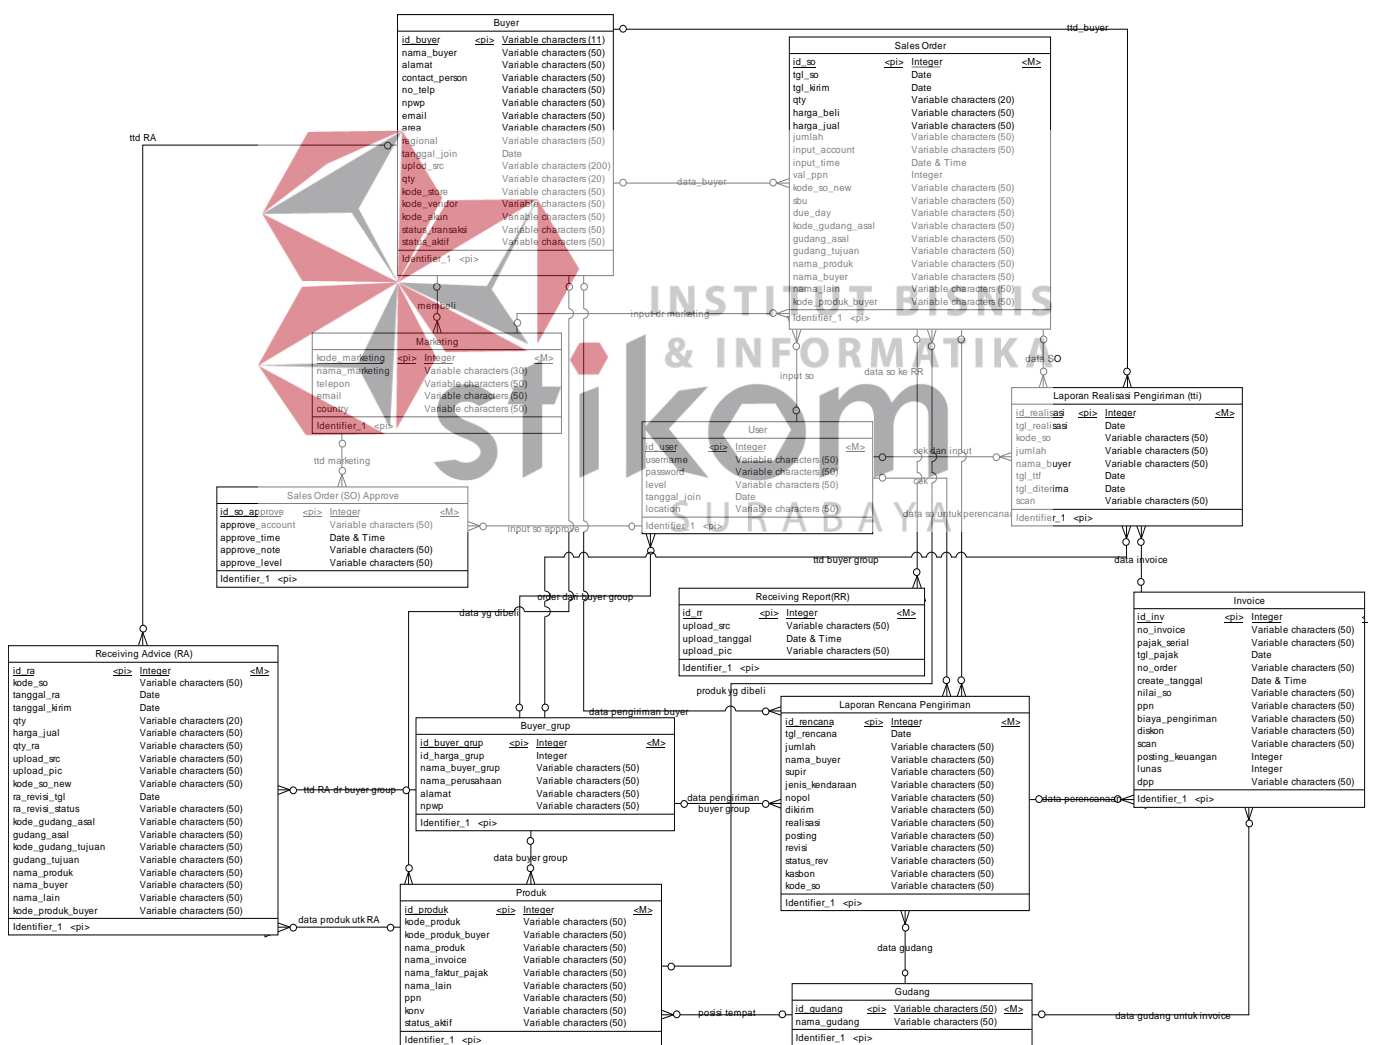 Buyer
id_buyer <pi> Variable characters (11)
nama_buyer Variable characters (50)
alamat Variable characters (50)
contact_person Variable characters (50)
no_telp Variable characters (50)
npwp Variable characters (50)
email Variable characters (50)
area Variable characters (50)
regional Variable characters (50)
tanggal_join Date
uplod_src Variable characters (200)
qty Variable characters (20)
kode_store Variable characters (50)
kode_vendor Variable characters (50)
kode_akun Variable characters (50)
status_transaksi Variable characters (50)
status_aktif Variable characters (50)
Identifier_1 <pi>
ttd_buyer
Sales Order
id_so <pi> Integer <M>
tgl_so Date
tgl_kirim Date
qty Variable characters (20)
harga_beli Variable characters (50)
harga_jual Variable characters (50)
jumlah Variable characters (50)
input_account Variable characters (50)
input_time Date & Time
val_ppn Integer
kode_so_new Variable characters (50)
sbu Variable characters (50)
due_day Variable characters (50)
kode_gudang_asal Variable characters (50)
gudang_asal Variable characters (50)
gudang_tujuan Variable characters (50)
nama_produk Variable characters (50)
nama_buyer Variable characters (50)
nama_lain Variable characters (50)
kode_produk_buyer Variable characters (50)
Identifier_1 <pi>
ttd RA
data_buyer
membeli
input dr marketing
INSTITUT BISNIS
& INFORMATIKA
stikom
SURABAYA
Marketing
kode_marketing <pi> Integer <M>
nama_marketing Variable characters (30)
telepon Variable characters (50)
email Variable characters (50)
country Variable characters (50)
Identifier_1 <pi>
input so
data so ke RR
data SO
Laporan Realisasi Pengiriman (tti)
id_realisasi <pi> Integer <M>
tgl_realisasi Date
kode_so Variable characters (50)
jumlah Variable characters (50)
nama_buyer Variable characters (50)
tgl_ttf Date
tgl_diterima Date
scan Variable characters (50)
Identifier_1 <pi>
User
id_user <pi> Integer <M>
username Variable characters (50)
password Variable characters (50)
level Variable characters (50)
tanggal_join Date
location Variable characters (50)
Identifier_1 <pi>
cek dan input
cek
data so untuk perencana
ttd marketing
Sales Order (SO) Approve
id_so_approve <pi> Integer <M>
approve_account Variable characters (50)
approve_time Date & Time
approve_note Variable characters (50)
approve_level Variable characters (50)
Identifier_1 <pi>
input so approve
ttd buyer group
data invoice
order dari buyer group
data yg dibeli
Receiving Report(RR)
id_rr <pi> Integer <M>
upload_src Variable characters (50)
upload_tanggal Date & Time
upload_pic Variable characters (50)
Identifier_1 <pi>
Invoice
id_inv <pi> Integer
no_invoice Variable characters (50)
pajak_serial Variable characters (50)
tgl_pajak Date
no_order Variable characters (50)
create_tanggal Date & Time
nilai_so Variable characters (50)
ppn Variable characters (50)
biaya_pengiriman Variable characters (50)
diskon Variable characters (50)
scan Variable characters (50)
posting_keuangan Integer
lunas Integer
dpp Variable characters (50)
Identifier_1 <pi>
Receiving Advice (RA)
id_ra <pi> Integer <M>
kode_so Variable characters (50)
tanggal_ra Date
tanggal_kirim Date
qty Variable characters (20)
harga_jual Variable characters (50)
qty_ra Variable characters (50)
upload_src Variable characters (50)
upload_pic Variable characters (50)
kode_so_new Variable characters (50)
ra_revisi_tgl Date
ra_revisi_status Variable characters (50)
kode_gudang_asal Variable characters (50)
gudang_asal Variable characters (50)
kode_gudang_tujuan Variable characters (50)
gudang_tujuan Variable characters (50)
nama_produk Variable characters (50)
nama_buyer Variable characters (50)
nama_lain Variable characters (50)
kode_produk_buyer Variable characters (50)
Identifier_1 <pi>
produk yg dibeli
data pengiriman buyer
Buyer_grup
id_buyer_grup <pi> Integer <M>
id_harga_grup Integer
nama_buyer_grup Variable characters (50)
nama_perusahaan Variable characters (50)
alamat Variable characters (50)
npwp Variable characters (50)
Identifier_1 <pi>
Laporan Rencana Pengiriman
id_rencana <pi> Integer <M>
tgl_rencana Date
jumlah Variable characters (50)
nama_buyer Variable characters (50)
supir Variable characters (50)
jenis_kendaraan Variable characters (50)
nopol Variable characters (50)
dikirim Variable characters (50)
realisasi Variable characters (50)
posting Variable characters (50)
revisi Variable characters (50)
status_rev Variable characters (50)
kasbon Variable characters (50)
kode_so Variable characters (50)
Identifier_1 <pi>
ttd RA dr buyer group
data pengiriman
buyer group
data perencanaan
data buyer group
Produk
id_produk <pi> Integer <M>
kode_produk Variable characters (50)
kode_produk_buyer Variable characters (50)
nama_produk Variable characters (50)
nama_invoice Variable characters (50)
nama_faktur_pajak Variable characters (50)
nama_lain Variable characters (50)
ppn Variable characters (50)
konv Variable characters (50)
status_aktif Variable characters (50)
Identifier_1 <pi>
data produk utk RA
data gudang
posisi tempat
Gudang
id_gudang <pi> Variable characters (50) <M>
nama_gudang Variable characters (50)
Identifier_1 <pi>
data gudang untuk invoice